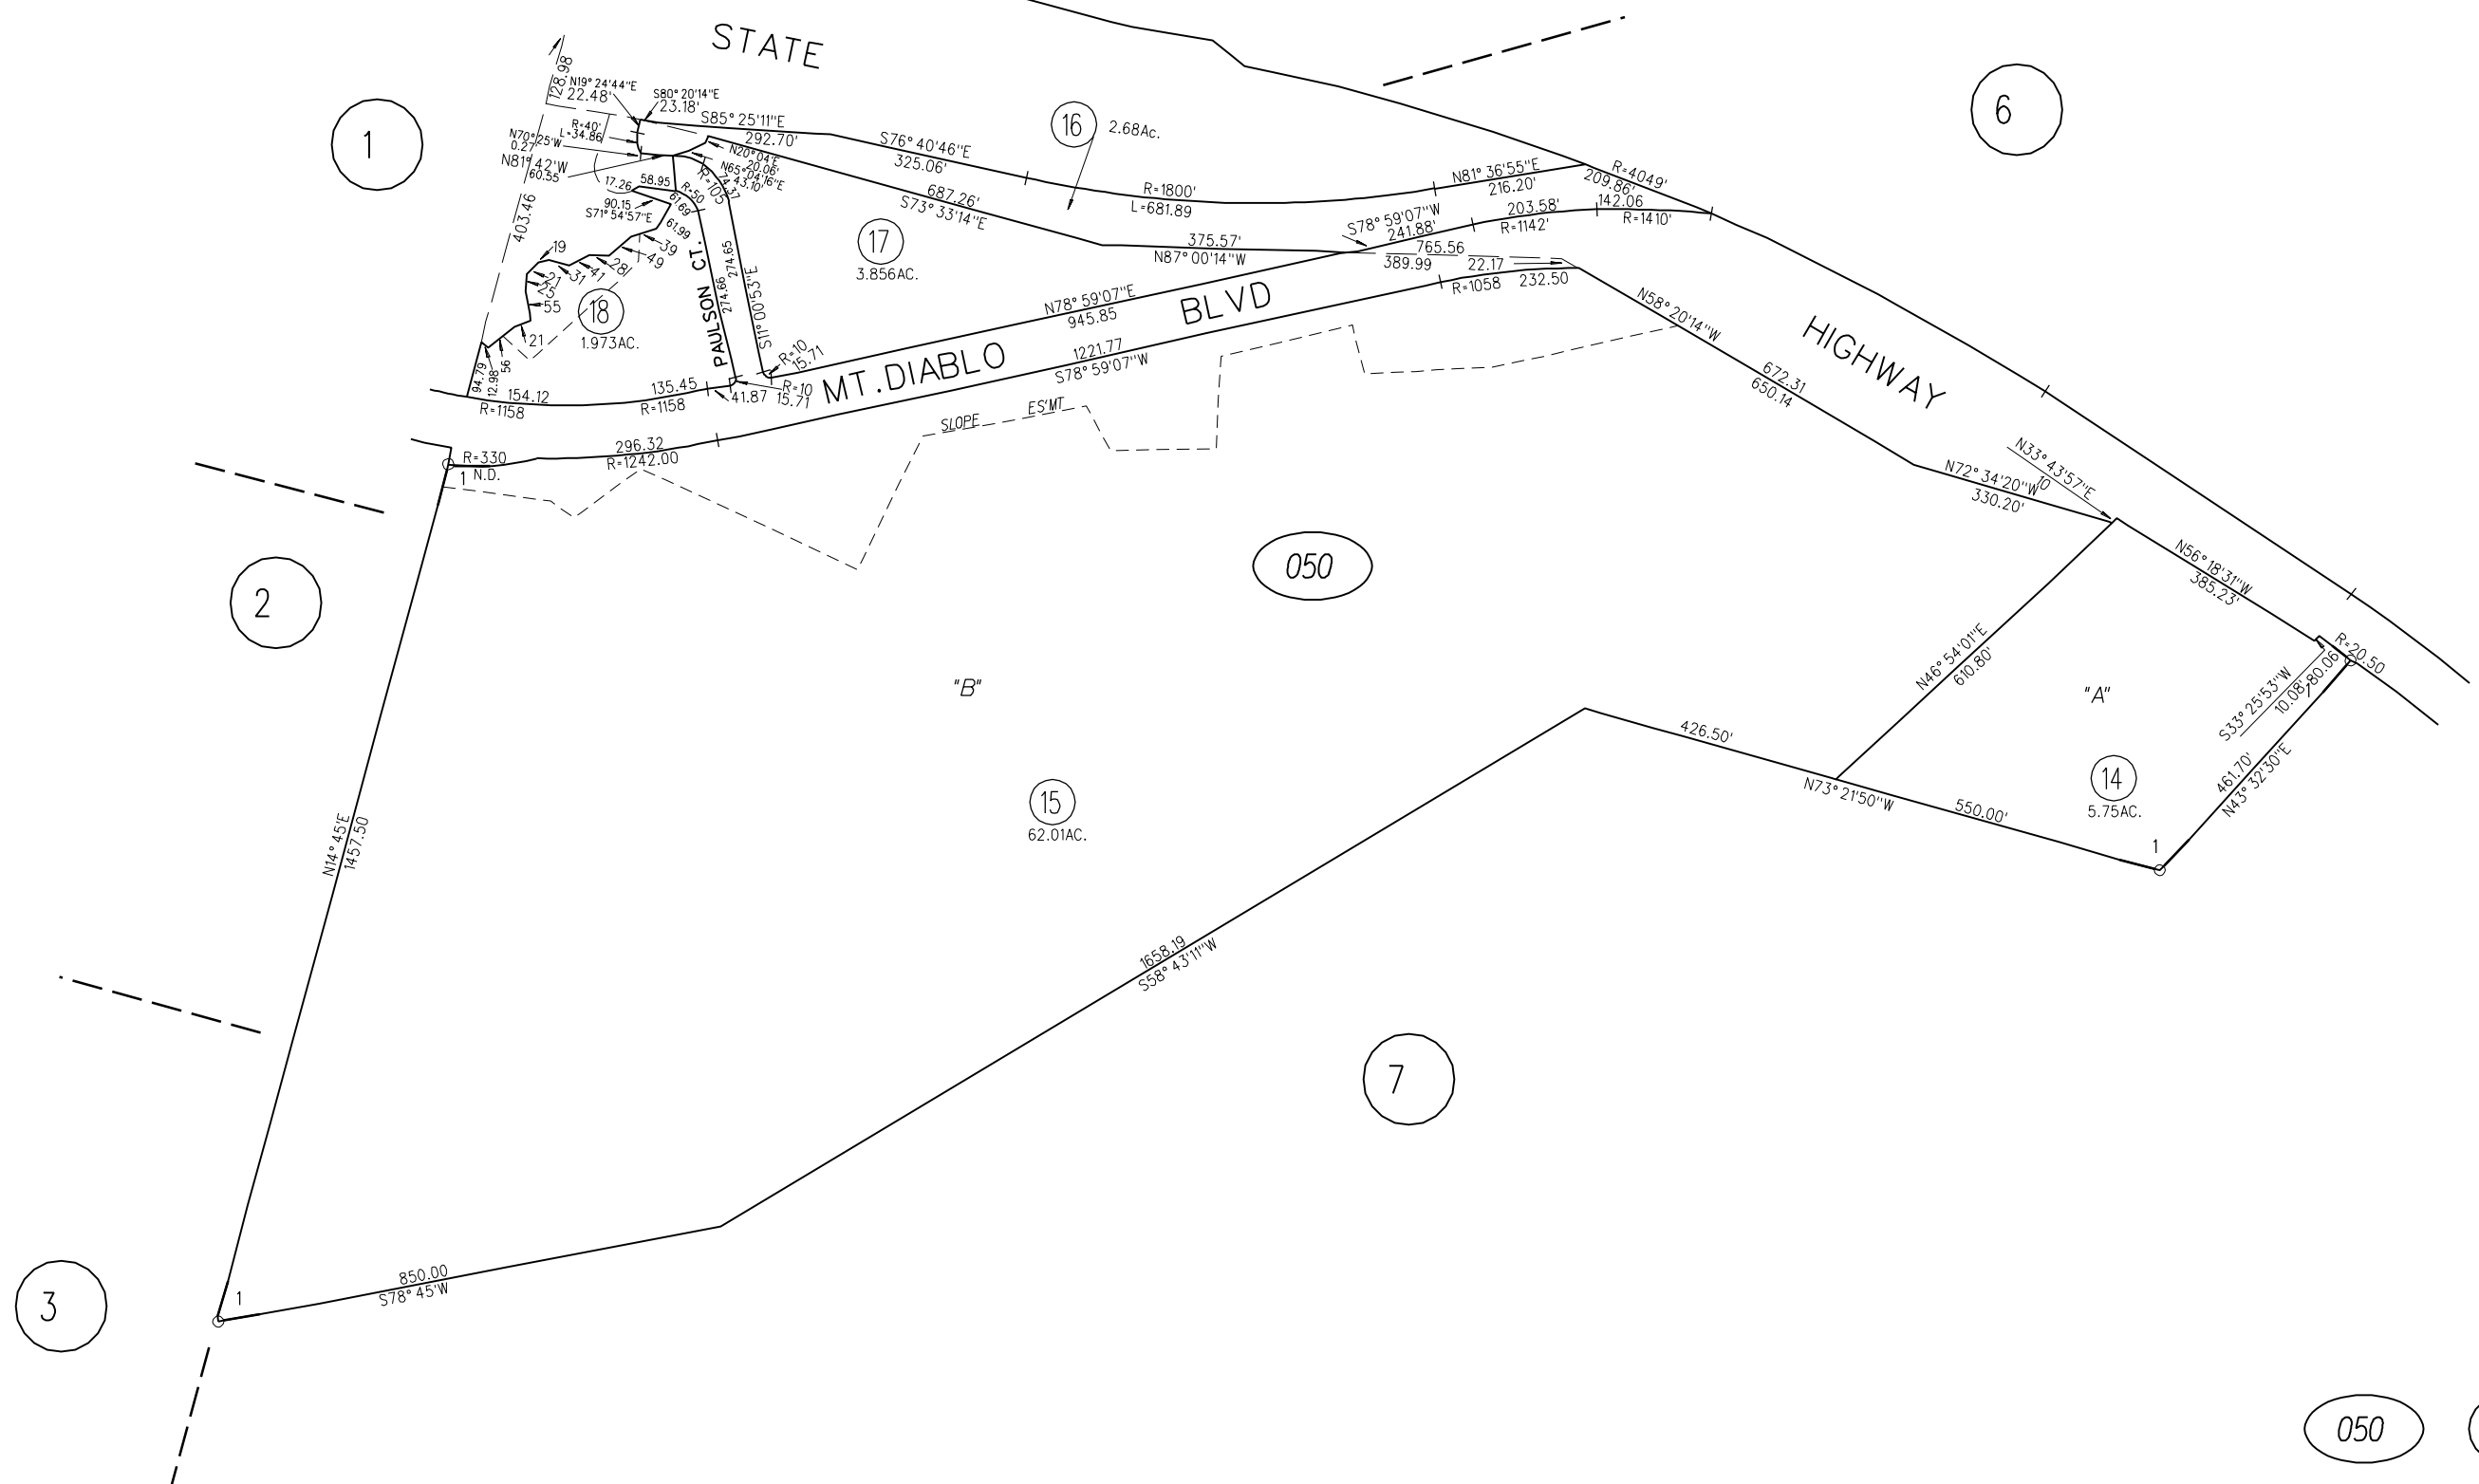 STATE
128.98
N19° 24'44"E
22.48'
S80° 20'14"E
23.18'
R=40'
L=34.86
N70° 25'W
0.27'
N81° 42'W
60.55
S85° 25'11"E
292.70'
S76° 40'46"E
325.06'
16
2.68Ac.
6
1
N20° 04'E
20.06'
N65° 04'16"E
43.10'
74.37
R=105
R=50
61.69
17.26
58.95
90.15
S71° 54'57"E
61.99
403.46
687.26'
S73° 33'14"E
R=1800'
L=681.89
N81° 36'55"E
216.20'
R=4049'
209.86'
S78° 59'07"W
241.88'
203.58'
R=1142'
142.06
R=1410'
17
3.856AC.
375.57'
N87° 00'14"W
765.56
389.99
22.17
R=1058
232.50
19
39
49
28
41
31
21
25
55
18
1.973AC.
21
56
12.98
94.79
PAULSON CT.
274.66
274.65
S11° 00'53"E
R=10
15.71
R=10
15.71
41.87
154.12
R=1158
135.45
R=1158
MT. DIABLO
BLVD
N78° 59'07"E
945.85
1221.77
S78° 59'07"W
N58° 20'14"W
672.31
650.14
HIGHWAY
SLOPE
ES'MT
R=330
1
N.D.
296.32
R=1242.00
N72° 34'20"W
330.20'
10
N33° 43'57"E
050
2
N56° 18'31"W
385.23'
R=20.50
80.06
S33° 25'53"W
10.08'
1
N46° 54'01"E
610.80'
"B"
"A"
426.50'
N73° 21'50"W
550.00'
14
5.75AC.
461.70'
N43° 32'30"E
1
15
62.01AC.
N14° 45'E
1457.50
1658.19
S58° 43'11"W
7
3
1
850.00
S78° 45'W
050